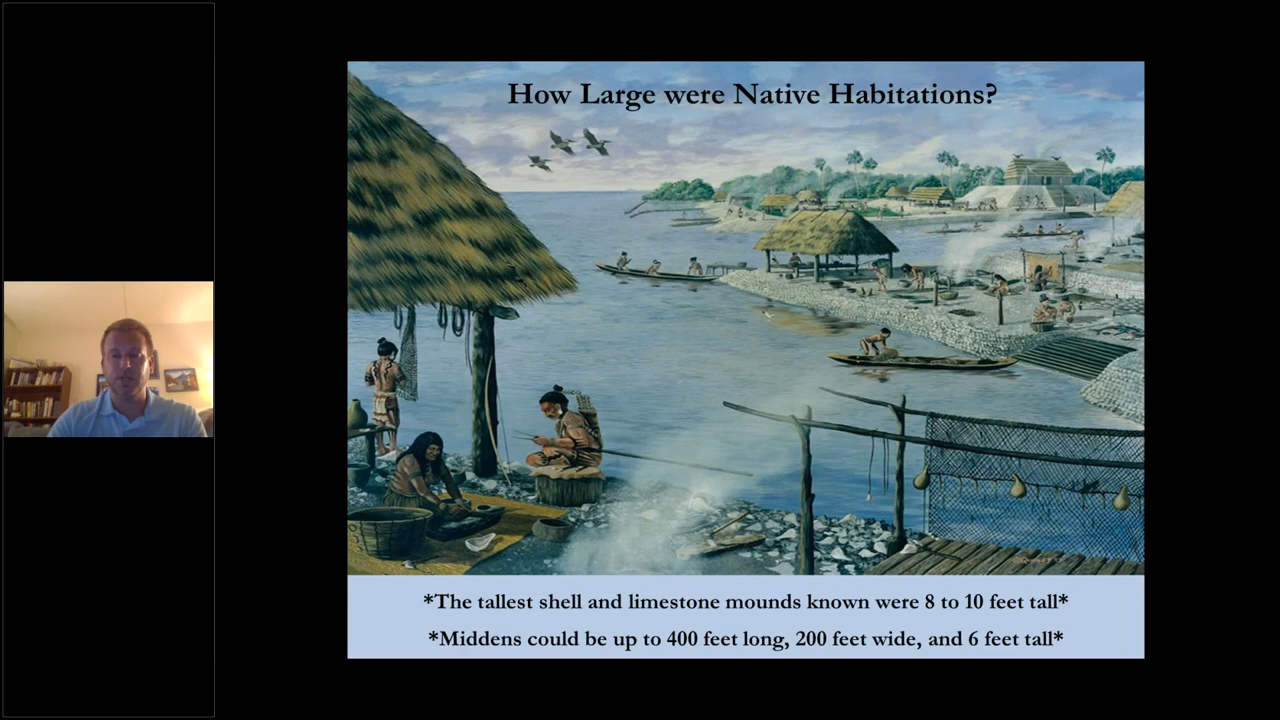 How Large were Native Habitations?
*The tallest shell and limestone mounds known were 8 to 10 feet tall*
*Middens could be up to 400 feet long, 200 feet wide, and 6 feet tall*